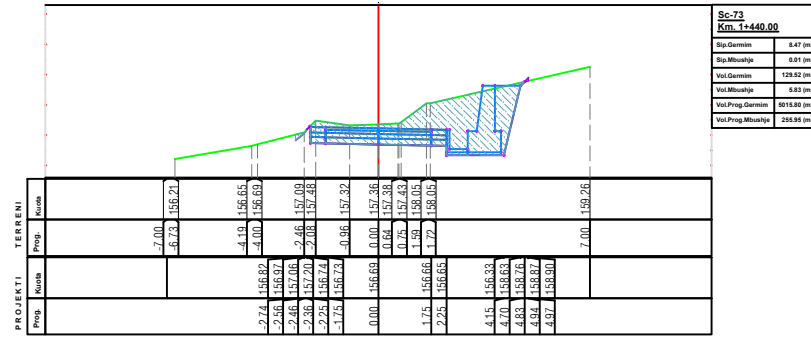 Sc-73
Km. 1+440.00
Sip.Germim 8.47 (m
Sip.Mbushje 0.01 (m
Vol.Germim 129.52 (m
Vol.Mbushje 5.83 (m
Vol.Prog.Germim 5015.80 (m
Vol.Prog.Mbushje 255.95 (m
TERRENI
Kuota 156.21 156.65 156.69 157.09 157.48 157.32 157.36 157.38 157.43 158.05 158.05 159.26
Prog. -7.00 -6.73 -4.19 -4.00 -2.46 -2.08 -0.96 0.00 0.64 0.75 1.59 1.72 7.00
PROJEKTI
Kuota 156.82 156.97 157.06 157.20 156.74 156.73 156.69 156.66 156.65 156.33 158.63 158.76 158.87 158.90
Prog. -2.74 -2.56 -2.46 -2.36 -2.25 -1.75 0.00 1.75 2.25 4.15 4.70 4.83 4.94 4.97